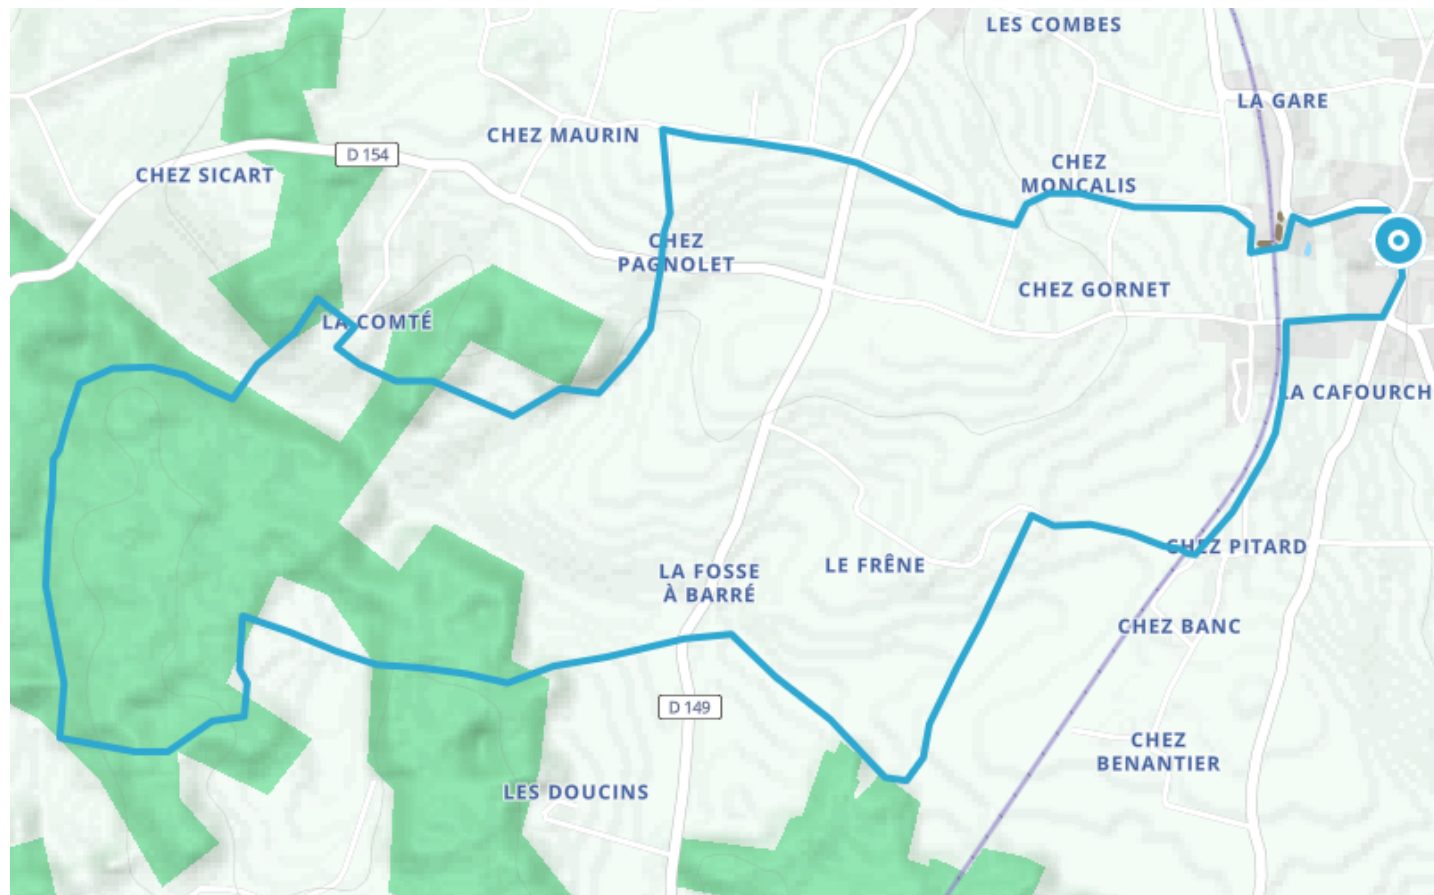 LES COMBES
LA GARE
CHEZ MAURIN
D 154
CHEZ SICART
CHEZ
MONCALIS
CHEZ
PAGNOLET
CHEZ GORNET
LA COMTÉ
LA CAFOURCH
CHEZ PITARD
LE FRÊNE
LA FOSSE
À BARRÉ
CHEZ BANC
D 149
CHEZ
BENANTIER
LES DOUCINS